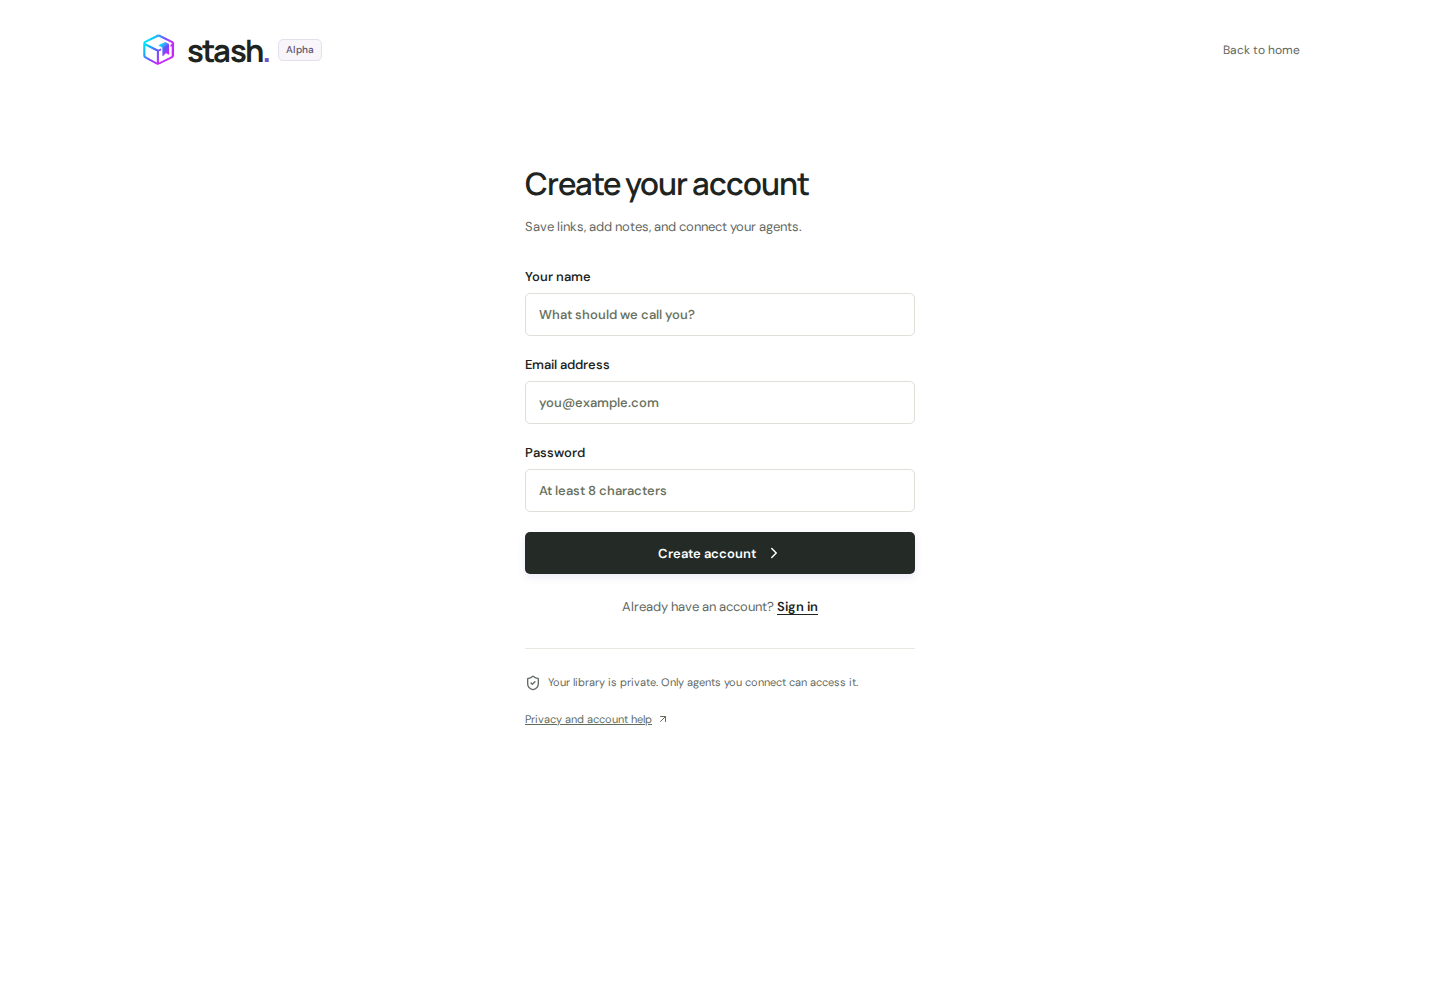 stash.
Alpha
Back to home
Create your account
Save links, add notes, and connect your agents.
Your name
What should we call you?
Email address
you@example.com
Password
At least 8 characters
Create account
Already have an account? Sign in
Your library is private. Only agents you connect can access it.
Privacy and account help